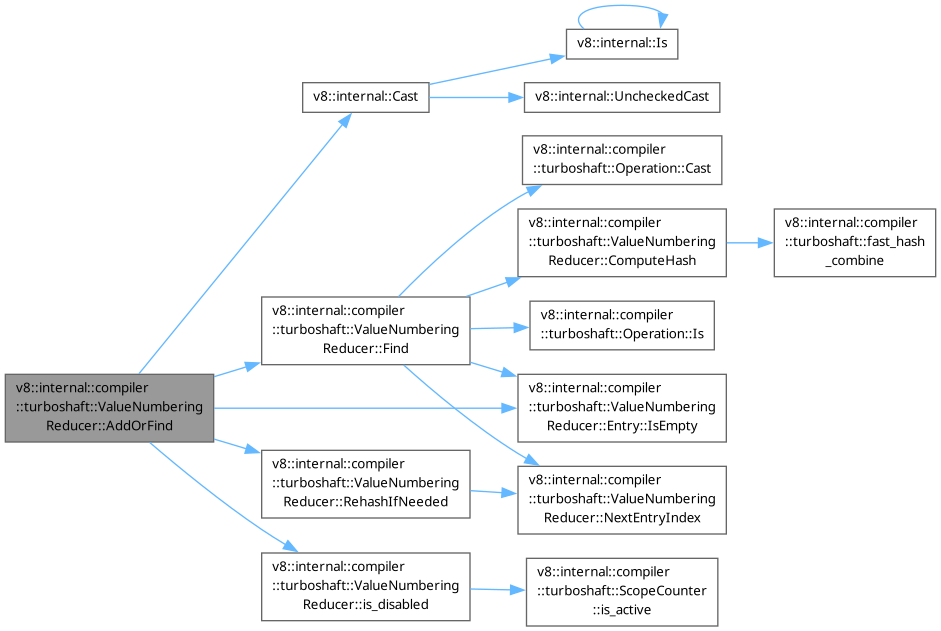 v8::internal::Is
v8::internal::Cast
v8::internal::UncheckedCast
v8::internal::compiler
::turboshaft::Operation::Cast
v8::internal::compiler
::turboshaft::ValueNumbering
Reducer::ComputeHash
v8::internal::compiler
::turboshaft::fast_hash
_combine
v8::internal::compiler
::turboshaft::ValueNumbering
Reducer::Find
v8::internal::compiler
::turboshaft::Operation::Is
v8::internal::compiler
::turboshaft::ValueNumbering
Reducer::AddOrFind
v8::internal::compiler
::turboshaft::ValueNumbering
Reducer::Entry::IsEmpty
v8::internal::compiler
::turboshaft::ValueNumbering
Reducer::RehashIfNeeded
v8::internal::compiler
::turboshaft::ValueNumbering
Reducer::NextEntryIndex
v8::internal::compiler
::turboshaft::ValueNumbering
Reducer::is_disabled
v8::internal::compiler
::turboshaft::ScopeCounter
::is_active